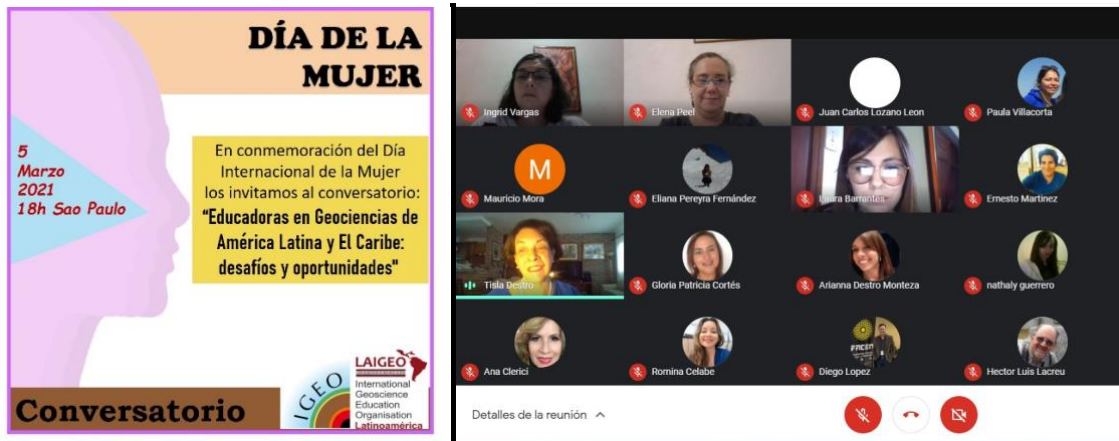 DÍA DE LA
MUJER
5
Marzo
2021
18h Sao Paulo
En conmemoración del Día
Internacional de la Mujer
los invitamos al conversatorio:
“Educadoras en Geociencias de
América Latina y El Caribe:
desafíos y oportunidades"
LAIGEO
IGEO
International
Geoscience
Education
Organisation
Latinoamérica
Conversatorio
Ingrid Vargas
Elena Peel
Juan Carlos Lozano Leon
Paula Villacorta
M
Mauricio Mora
Eliana Pereyra Fernández
Laura Barrantes
Ernesto Martinez
Tisla Destro
Gloria Patricia Cortés
Arianna Destro Monteza
nathaly guerrero
FACEN
Ana Clerici
Romina Celabe
Diego Lopez
Hector Luis Lacreu
Detalles de la reunión